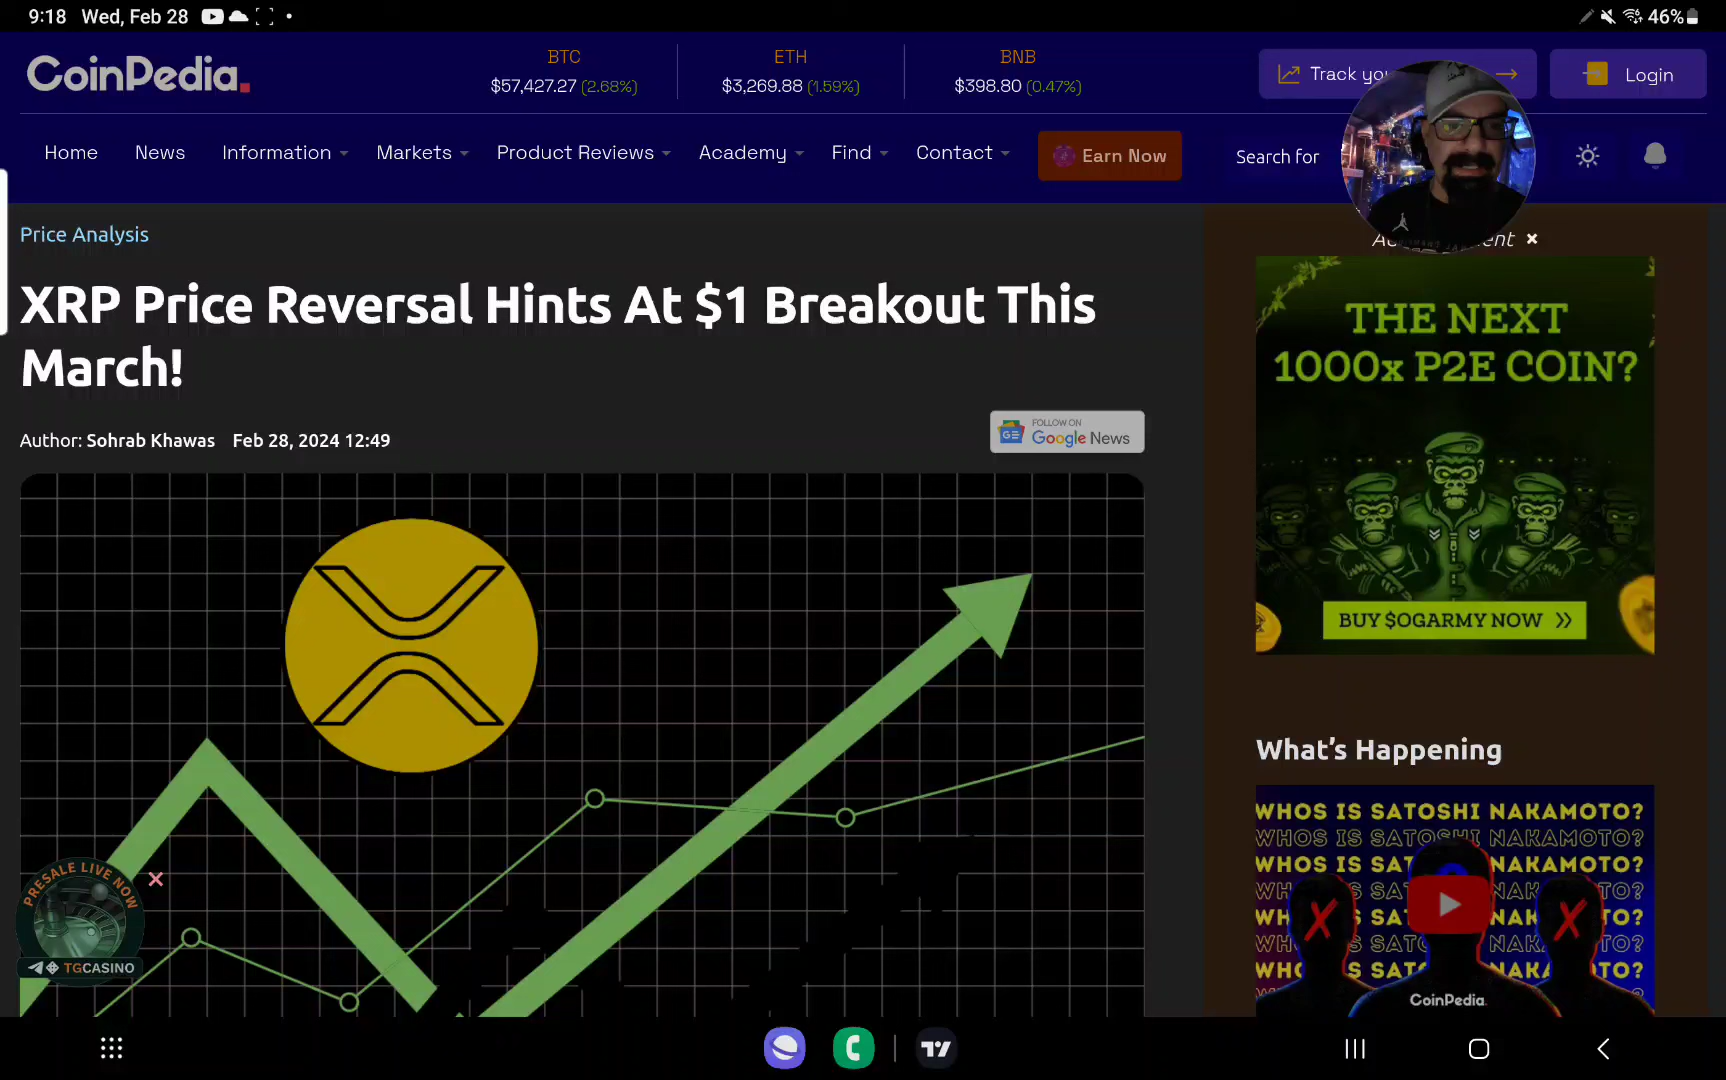 9:18 Wed, Feb 28
46%
CoinPedia.
BTC
$57,427.27 (2.68%)
ETH
$3,269.88 (1.59%)
BNB
$398.80 (0.47%)
Track
Login
Home
News
Information
Markets
Product Reviews
Academy
Find
Contact
Earn Now
Search for
Price Analysis
XRP Price Reversal Hints At $1 Breakout This
March!
Author: Sohrab Khawas Feb 28, 2024 12:49
FOLLOW ON
Google News
THE NEXT
1000x P2E COIN?
BUY $OGARMY NOW
What's Happening
WHOS IS SATOSHI NAKAMOTO?
WHOS IS SATOSHI NAKAMOTO?
CoinPedia.
PRESALE LIVE NOW
TGCASINO